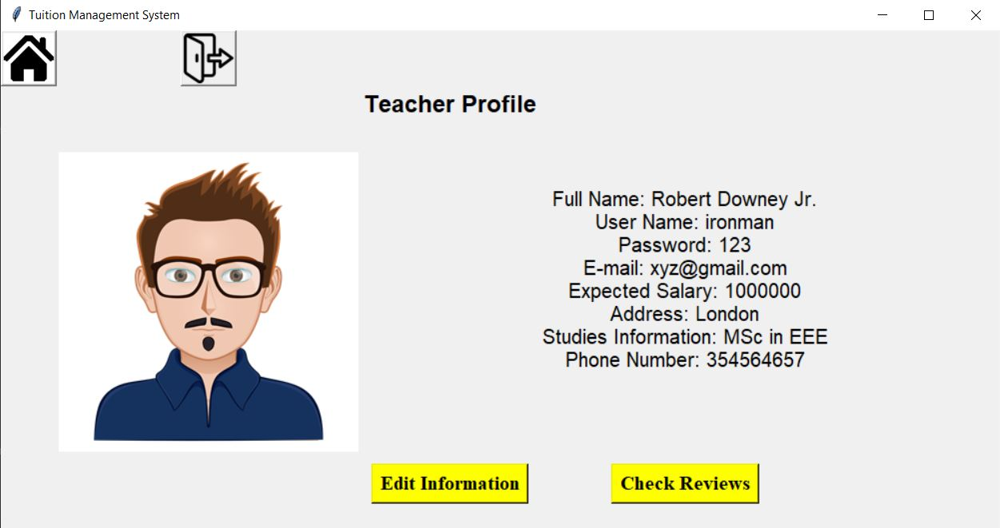 Tuition Management System
Teacher Profile
Full Name: Robert Downey Jr.
User Name: ironman
Password: 123
E-mail: xyz@gmail.com
Expected Salary: 1000000
Address: London
Studies Information: MSc in EEE
Phone Number: 354564657
Edit Information
Check Reviews